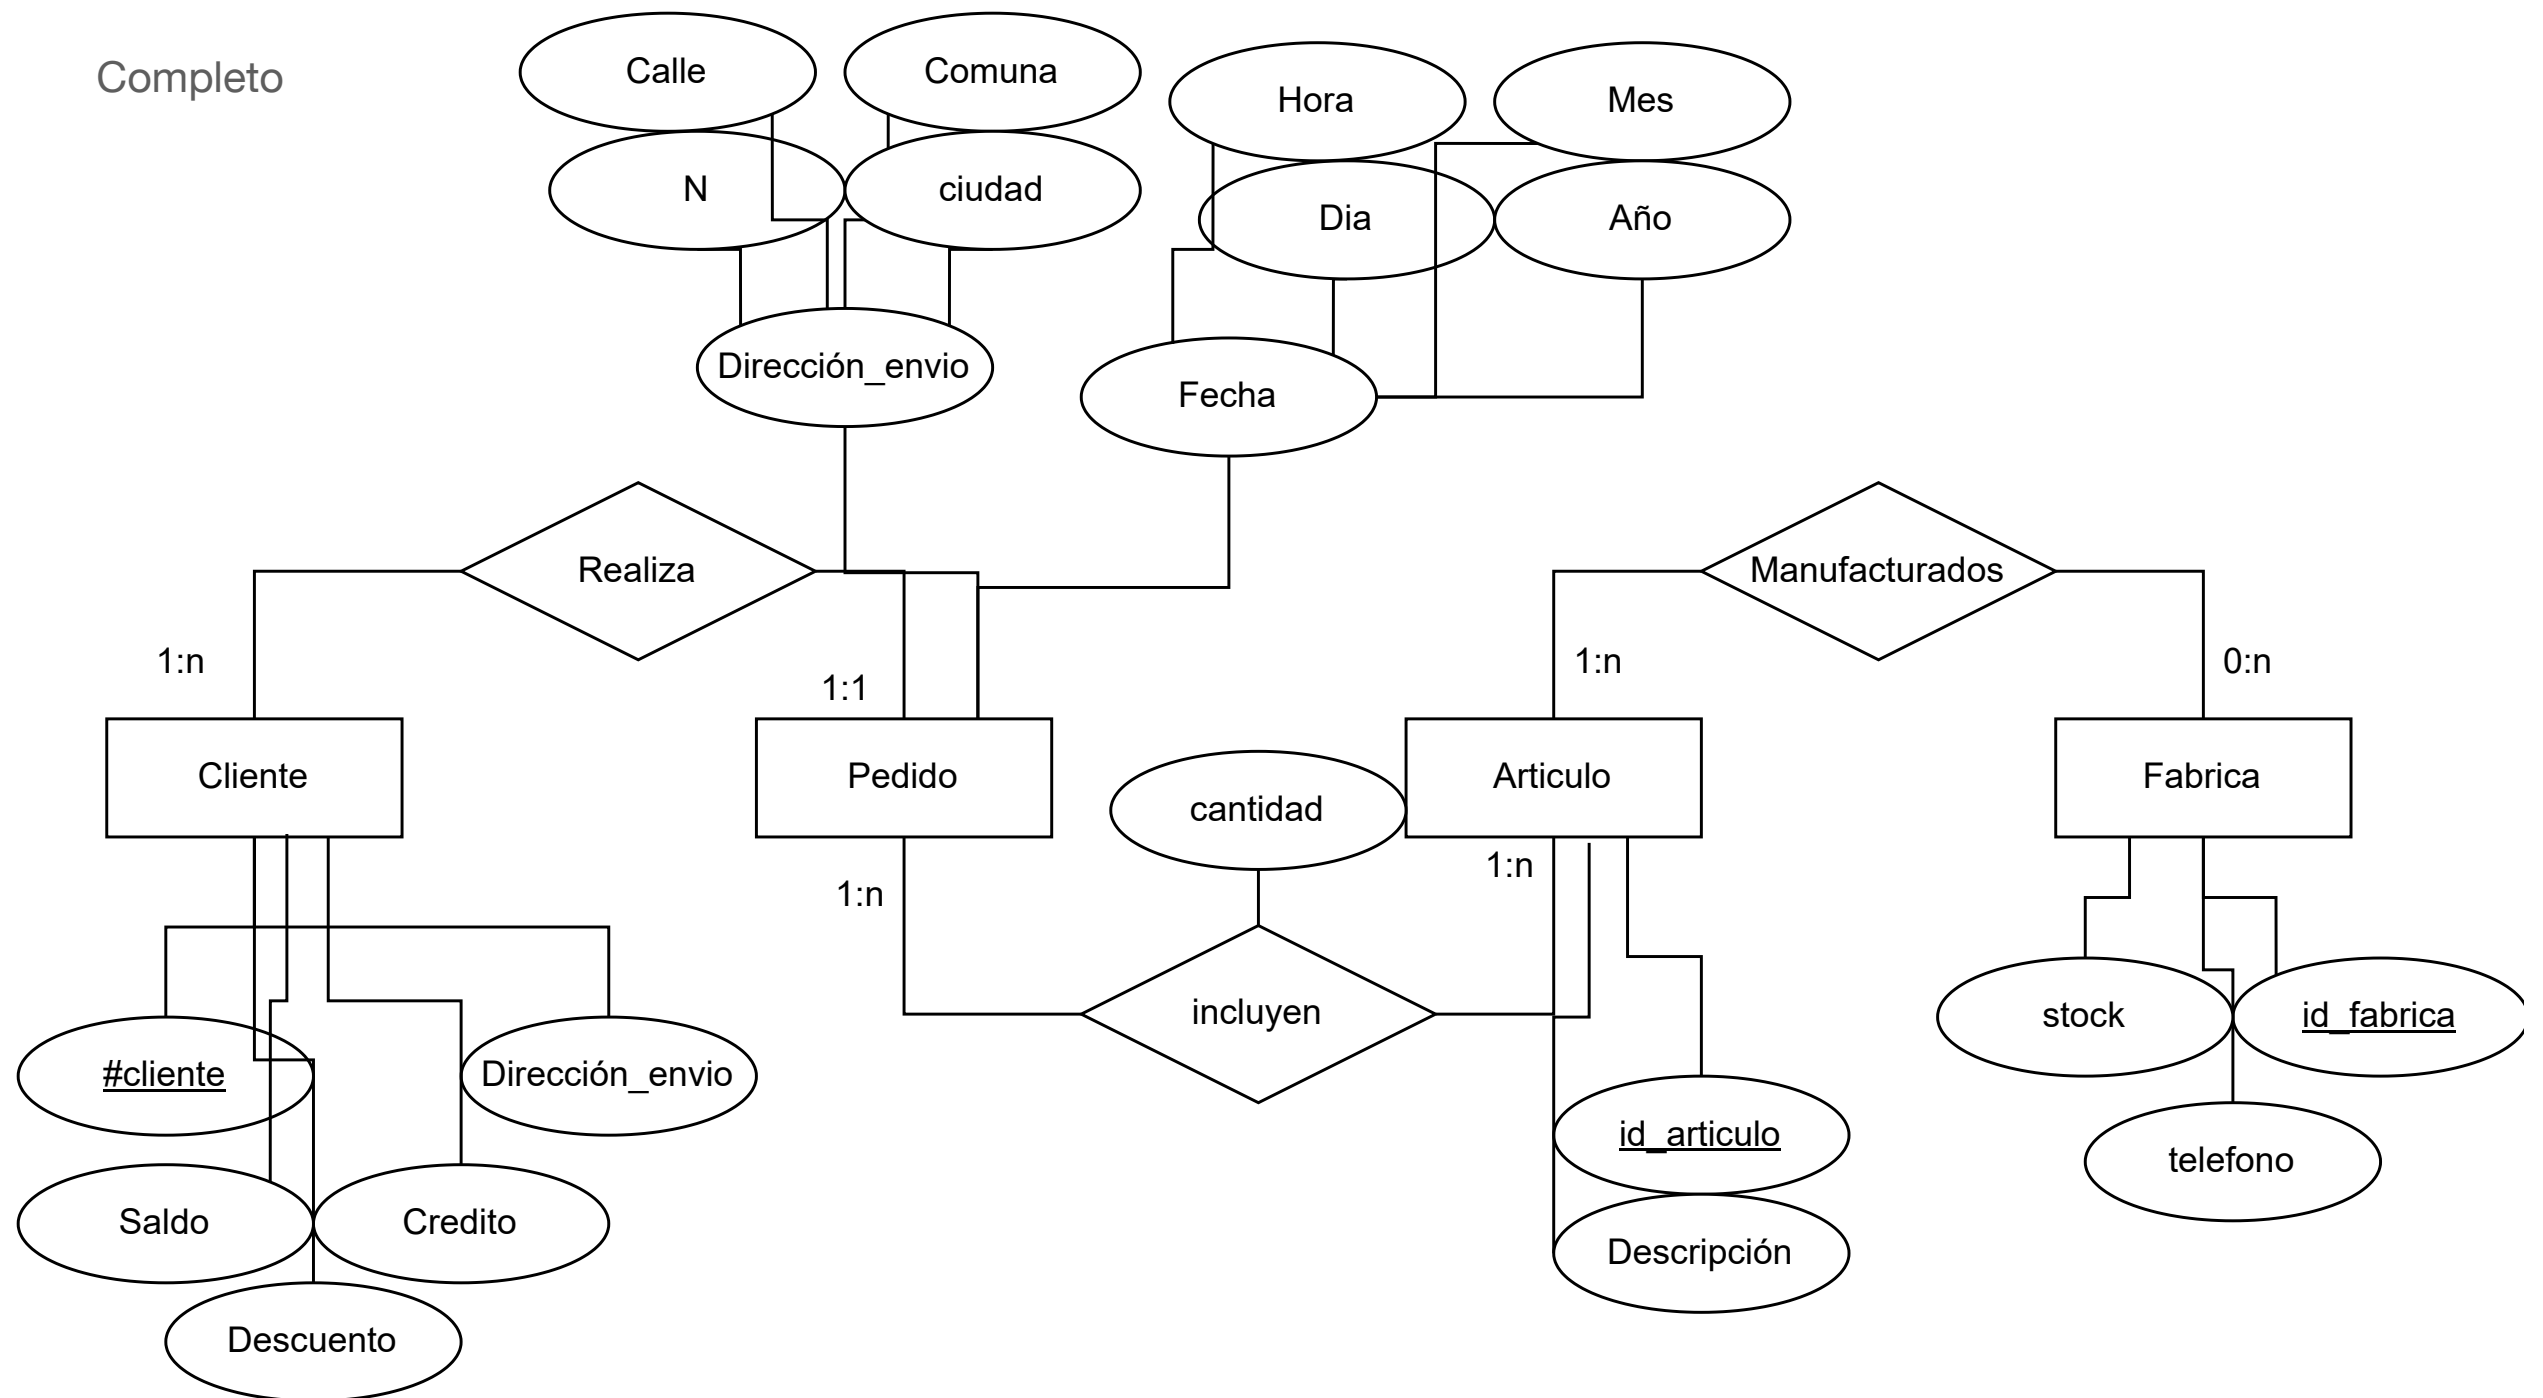 Completo
Calle
Comuna
Hora
Mes
N
ciudad
Dia
Año
Dirección_envio
Fecha
Realiza
Manufacturados
1:n
1:1
1:n
0:n
Cliente
Pedido
cantidad
Articulo
Fabrica
1:n
1:n
incluyen
stock
id_fabrica
#cliente
Dirección_envio
id_articulo
telefono
Saldo
Credito
Descripción
Descuento